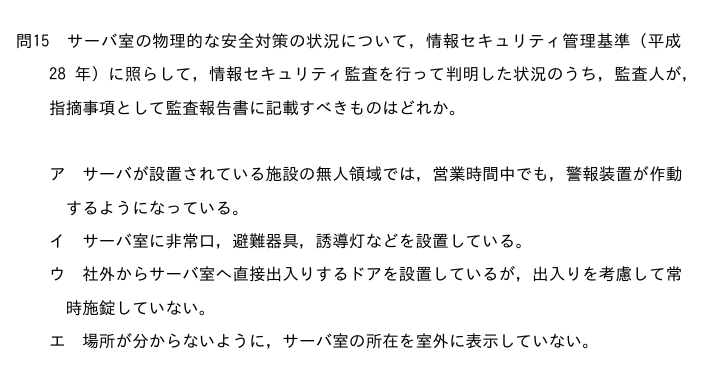 問15　サーバ室の物理的な安全対策の状況について，情報セキュリティ管理基準（平成
28 年）に照らして，情報セキュリティ監査を行って判明した状況のうち，監査人が，
指摘事項として監査報告書に記載すべきものはどれか。
ア　サーバが設置されている施設の無人領域では，営業時間中でも，警報装置が作動
するようになっている。
イ　サーバ室に非常口，避難器具，誘導灯などを設置している。
ウ　社外からサーバ室へ直接出入りするドアを設置しているが，出入りを考慮して常
時施錠していない。
エ　場所が分からないように，サーバ室の所在を室外に表示していない。